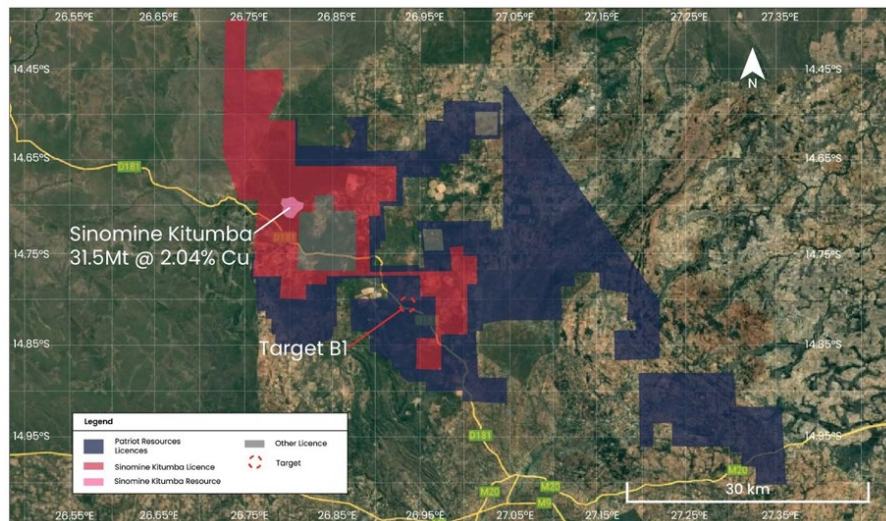 26.55°E 26.65°E 26.75°E 26.85°E 26.95°E 27.05°E 27.15°E 27.25°E 27.35°E
14.45°S 14.45°S
N
14.65°S 14.65°S
D181
Sinomine Kitumba
31.5Mt @ 2.04% Cu
D181
14.75°S 14.75°S
Target B1
14.85°S 14.85°S
Legend
Patriot Resources
Licences
Other Licence
Sinomine Kitumba Licence
Target
Sinomine Kitumba Resource
14.95°S 14.95°S
D181
M20
M20 M20
M9
30 km
26.55°E 26.65°E 26.75°E 26.85°E 26.95°E 27.05°E 27.15°E 27.25°E 27.35°E